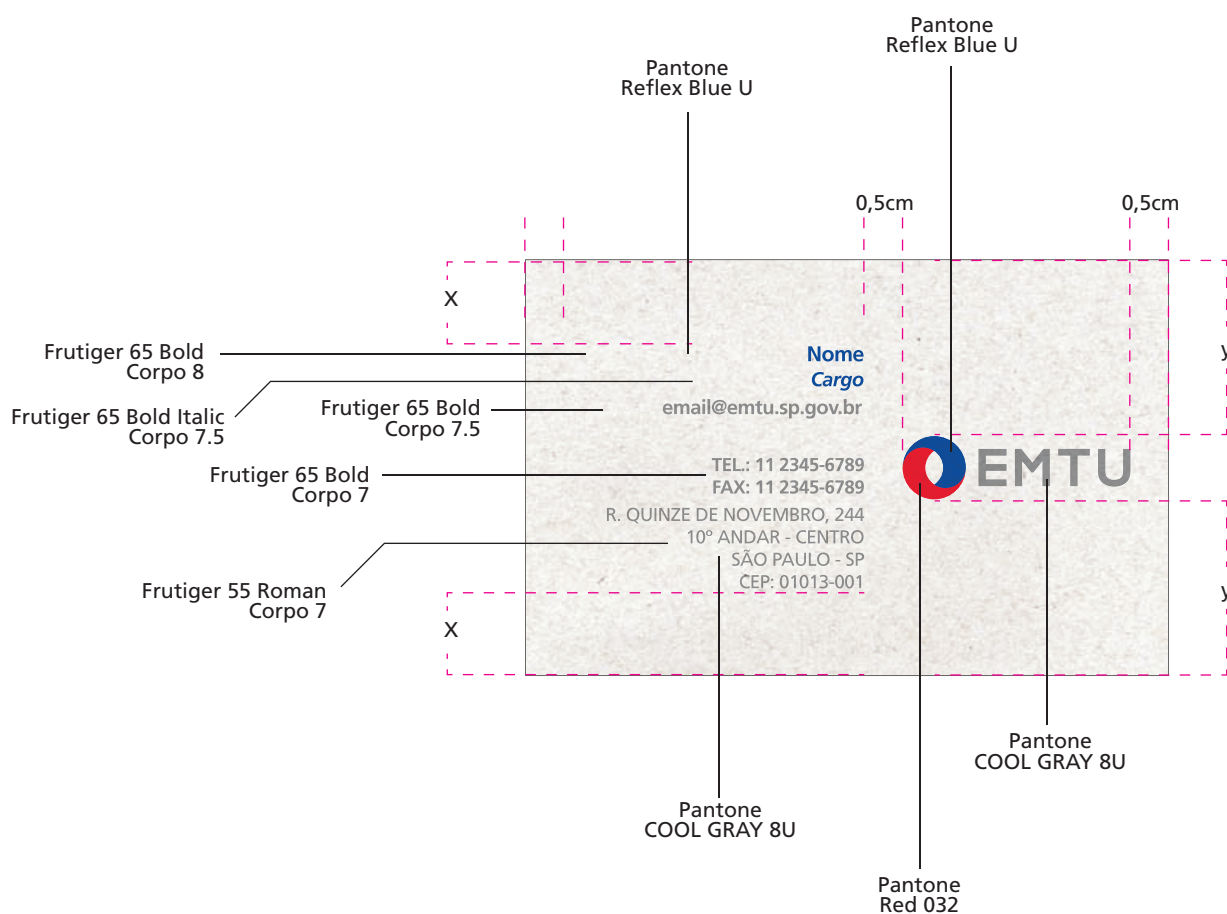 Pantone
Reflex Blue U
Pantone
Reflex Blue U
0,5cm
0,5cm
X
y
Frutiger 65 Bold
Corpo 8
Frutiger 65 Bold Italic
Corpo 7.5
Frutiger 65 Bold
Corpo 7.5
Frutiger 65 Bold
Corpo 7
Frutiger 55 Roman
Corpo 7
X
y
Nome
Cargo
email@emtu.sp.gov.br
TEL.: 11 2345-6789
FAX: 11 2345-6789
R. QUINZE DE NOVEMBRO, 244
10º ANDAR - CENTRO
SÃO PAULO - SP
CEP: 01013-001
EMTU
Pantone
COOL GRAY 8U
Pantone
COOL GRAY 8U
Pantone
Red 032